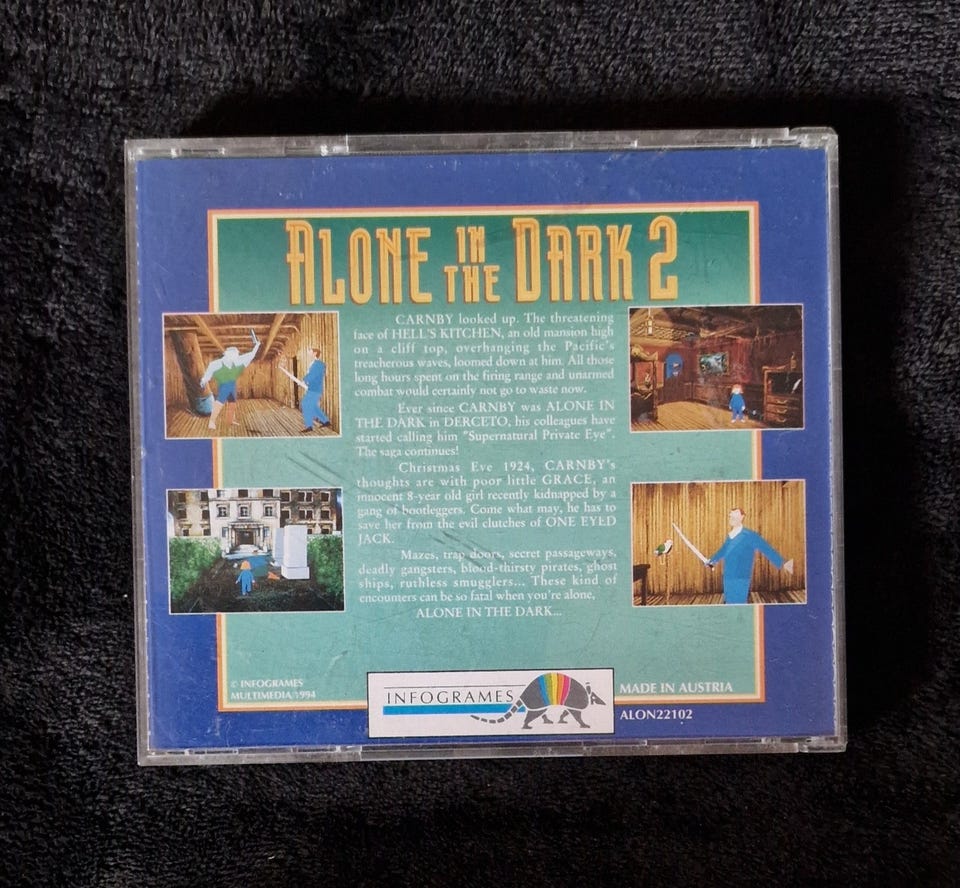 ALONE IN THE DARK 2
CARNBY looked up. The threatening
face of HELL'S KITCHEN, an old mansion high
on a cliff top, overhanging the Pacific's
treacherous waves, loomed down at him. All those
long hours spent on the firing range and unarmed
combat would certainly not go to waste now.
Ever since CARNBY was ALONE IN
THE DARK in DERCETO, his colleagues have
started calling him "Supernatural Private Eye".
The saga continues!
Christmas Eve 1924, CARNBY's
thoughts are with poor little GRACE, an
innocent 8-year old girl recently kidnapped by a
gang of bootleggers. Come what may, he has to
save her from the evil clutches of ONE EYED
JACK.
Mazes, trap doors, secret passageways,
deadly gangsters, blood-thirsty pirates, ghost
ships, ruthless smugglers... These kind of
encounters can be so fatal when you're alone,
ALONE IN THE DARK...
© INFOGRAMES
MULTIMEDIA 1994
INFOGRAMES
MADE IN AUSTRIA
ALON22102